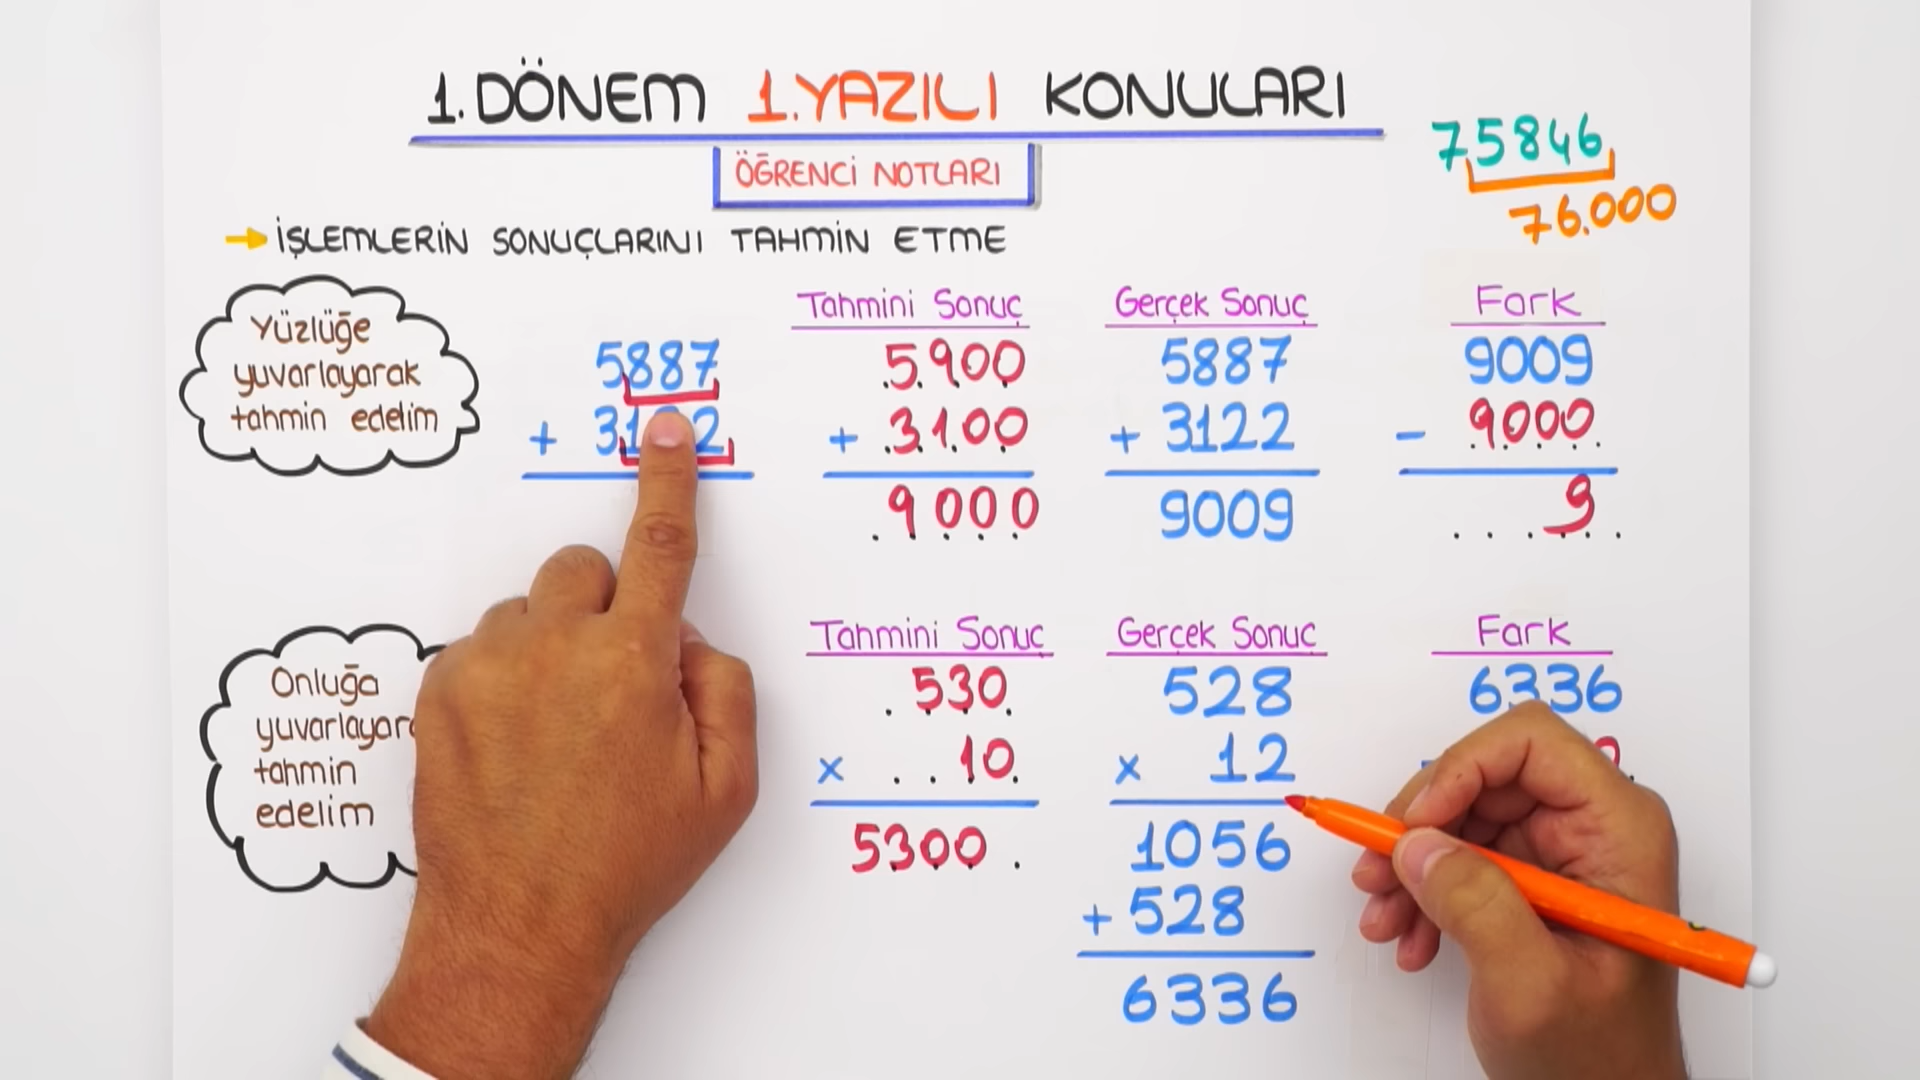 1.DÖNEM 1.YAZILI KONULARI
ÖĞRENCİ NOTLARI
75846
76.000
→ İŞLEMLERİN SONUÇLARINI TAHMİN ETME
Yüzlüğe
yuvarlayarak
tahmin edelim
5887
+
Tahmini Sonuç
5900
+ 3100
9000
Gerçek Sonuç
5887
+ 3122
9009
Fark
9009
- 9000
9
Onluğa
tahmin
edelim
Tahmini Sonuç
530
x 10
5300
Gerçek Sonuç
528
x 12
1056
+ 528
6336
Fark
6336